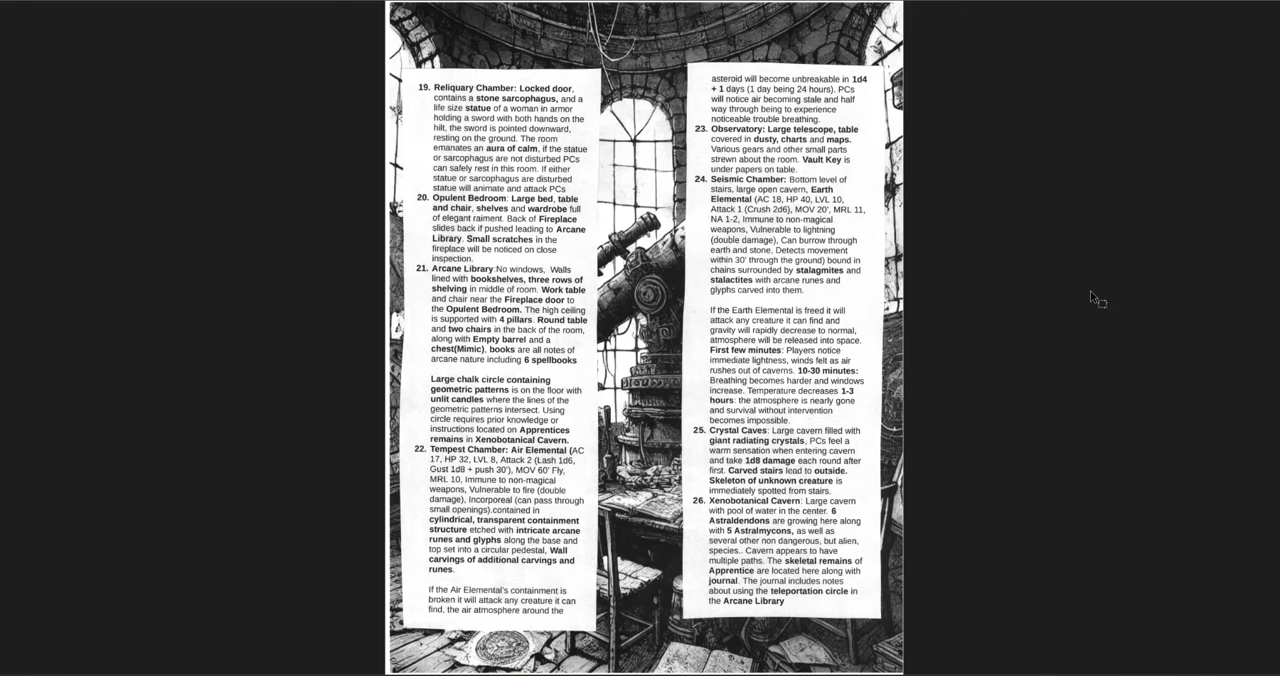 19. Reliquary Chamber: Locked door,
contains a stone sarcophagus, and a
life size statue of a woman in armor
holding a sword with both hands on the
hilt, the sword is pointed downward,
resting on the ground. The room
emanates an aura of calm, if the statue
or sarcophagus are not disturbed PCs
can safely rest in this room. If either
statue or sarcophagus are disturbed
statue will animate and attack PCs
20. Opulent Bedroom: Large bed, table
and chair, shelves and wardrobe full
of elegant raiment. Back of Fireplace
slides back if pushed leading to Arcane
Library. Small scratches in the
fireplace will be noticed on close
inspection.
21. Arcane Library:No windows, Walls
lined with bookshelves, three rows of
shelving in middle of room. Work table
and chair near the Fireplace door to
the Opulent Bedroom. The high ceiling
is supported with 4 pillars. Round table
and two chairs in the back of the room,
along with Empty barrel and a
chest(Mimic), books are all notes of
arcane nature including 6 spellbooks
Large chalk circle containing
geometric patterns is on the floor with
unlit candles where the lines of the
geometric patterns intersect. Using
circle requires prior knowledge or
instructions located on Apprentices
remains in Xenobotanical Cavern.
22. Tempest Chamber: Air Elemental (AC
17, HP 32, LVL 8, Attack 2 (Lash 1d6,
Gust 1d8 + push 30'), MOV 60' Fly,
MRL 10, Immune to non-magical
weapons, Vulnerable to fire (double
damage), Incorporeal (can pass through
small openings).contained in
cylindrical, transparent containment
structure etched with intricate arcane
runes and glyphs along the base and
top set into a circular pedestal, Wall
carvings of additional carvings and
runes.
If the Air Elemental's containment is
broken it will attack any creature it can
find, the air atmosphere around the
asteroid will become unbreakable in 1d4
+ 1 days (1 day being 24 hours). PCs
will notice air becoming stale and half
way through being to experience
noticeable trouble breathing.
23. Observatory: Large telescope, table
covered in dusty, charts and maps.
Various gears and other small parts
strewn about the room. Vault Key is
under papers on table.
24. Seismic Chamber: Bottom level of
stairs, large open cavern, Earth
Elemental (AC 18, HP 40, LVL 10,
Attack 1 (Crush 2d6), MOV 20', MRL 11,
NA 1-2, Immune to non-magical
weapons, Vulnerable to lightning
(double damage), Can burrow through
earth and stone, Detects movement
within 30' through the ground) bound in
chains surrounded by stalagmites and
stalactites with arcane runes and
glyphs carved into them.
If the Earth Elemental is freed it will
attack any creature it can find and
gravity will rapidly decrease to normal,
atmosphere will be released into space.
First few minutes: Players notice
immediate lightness, winds felt as air
rushes out of caverns. 10-30 minutes:
Breathing becomes harder and windows
increase. Temperature decreases 1-3
hours: the atmosphere is nearly gone
and survival without intervention
becomes impossible.
25. Crystal Caves: Large cavern filled with
giant radiating crystals, PCs feel a
warm sensation when entering cavern
and take 1d8 damage each round after
first. Carved stairs lead to outside.
Skeleton of unknown creature is
immediately spotted from stairs.
26. Xenobotanical Cavern: Large cavern
with pool of water in the center. 6
Astraldendons are growing here along
with 5 Astralmycons, as well as
several other non dangerous, but alien,
species.. Cavern appears to have
multiple paths. The skeletal remains of
Apprentice are located here along with
journal. The journal includes notes
about using the teleportation circle in
the Arcane Library